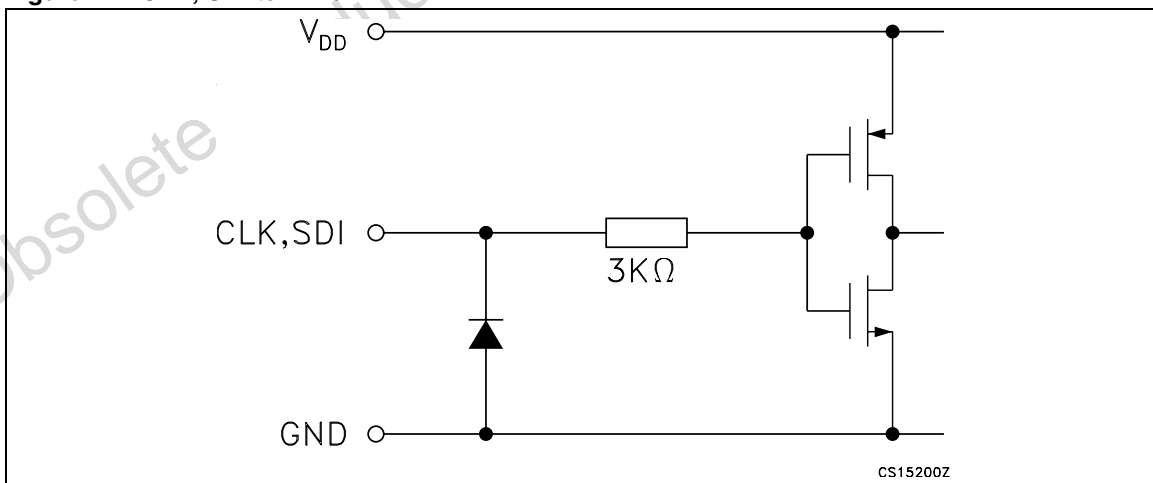 V_DD
Obsolete
CLK,SDI
3KΩ
GND
CS15200Z